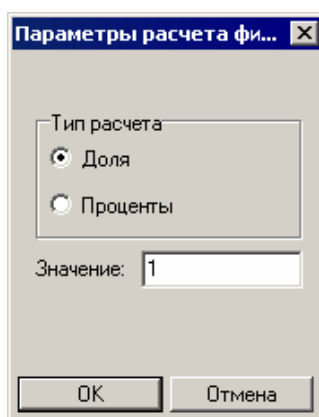 Параметры расчета фи...
Тип расчета
Доля
Проценты
Значение: 1
OK Отмена